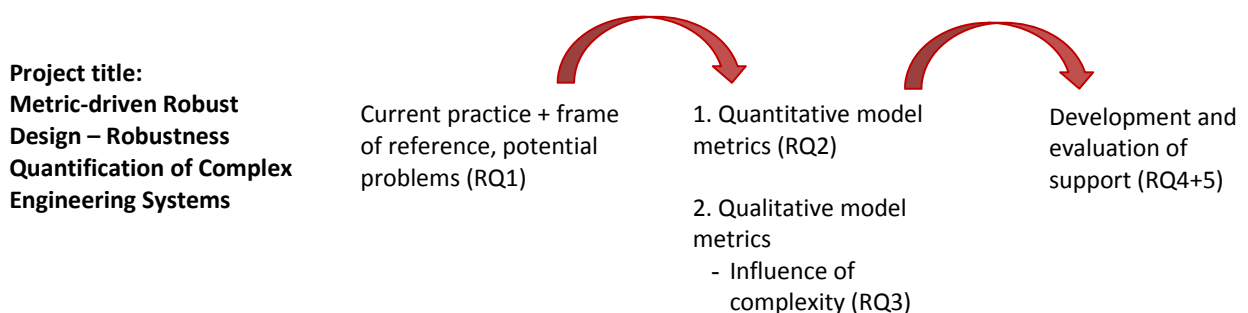 Project title:
Metric-driven Robust
Design – Robustness
Quantification of Complex
Engineering Systems
Current practice + frame
of reference, potential
problems (RQ1)
1. Quantitative model
metrics (RQ2)
2. Qualitative model
metrics
- Influence of
complexity (RQ3)
Development and
evaluation of
support (RQ4+5)